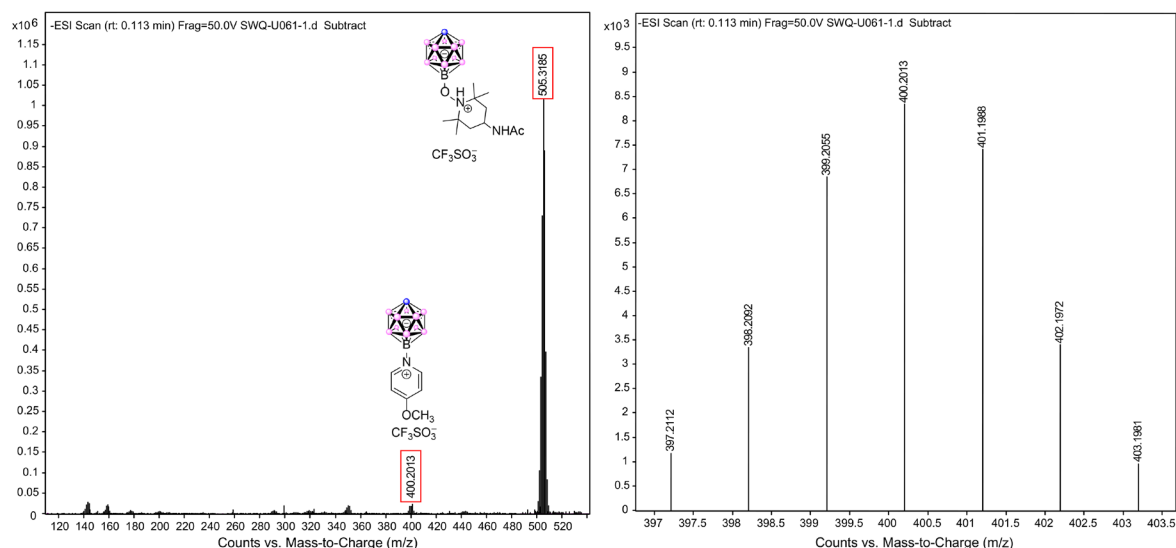 -ESI Scan (rt: 0.113 min) Frag=50.0V SWQ-U061-1.d Subtract
x10⁶
1.15
1.1
1.05
1
0.95
0.9
0.85
0.8
0.75
0.7
0.65
0.6
0.55
0.5
0.45
0.4
0.35
0.3
0.25
0.2
0.15
0.1
0.05
0
B
O
H
N
NHAc
CF₃SO₃⁻
505.3185
B
N
OCH₃
CF₃SO₃⁻
400.2013
120 140 160 180 200 220 240 260 280 300 320 340 360 380 400 420 440 460 480 500 520
Counts vs. Mass-to-Charge (m/z)
-ESI Scan (rt: 0.113 min) Frag=50.0V SWQ-U061-1.d Subtract
x10³
9.5
9
8.5
8
7.5
7
6.5
6
5.5
5
4.5
4
3.5
3
2.5
2
1.5
1
0.5
0
397.2112
398.2092
399.2055
400.2013
401.1988
402.1972
403.1981
397 397.5 398 398.5 399 399.5 400 400.5 401 401.5 402 402.5 403 403.5
Counts vs. Mass-to-Charge (m/z)